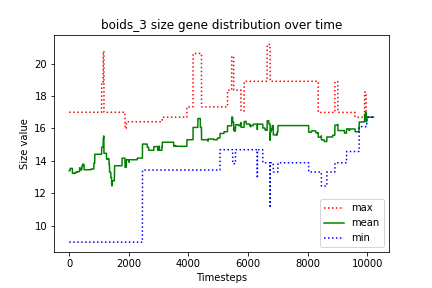 boids_3 size gene distribution over time
Size value
20
18
16
14
12
10
0
2000
4000
6000
8000
10000
Timesteps
max
mean
min